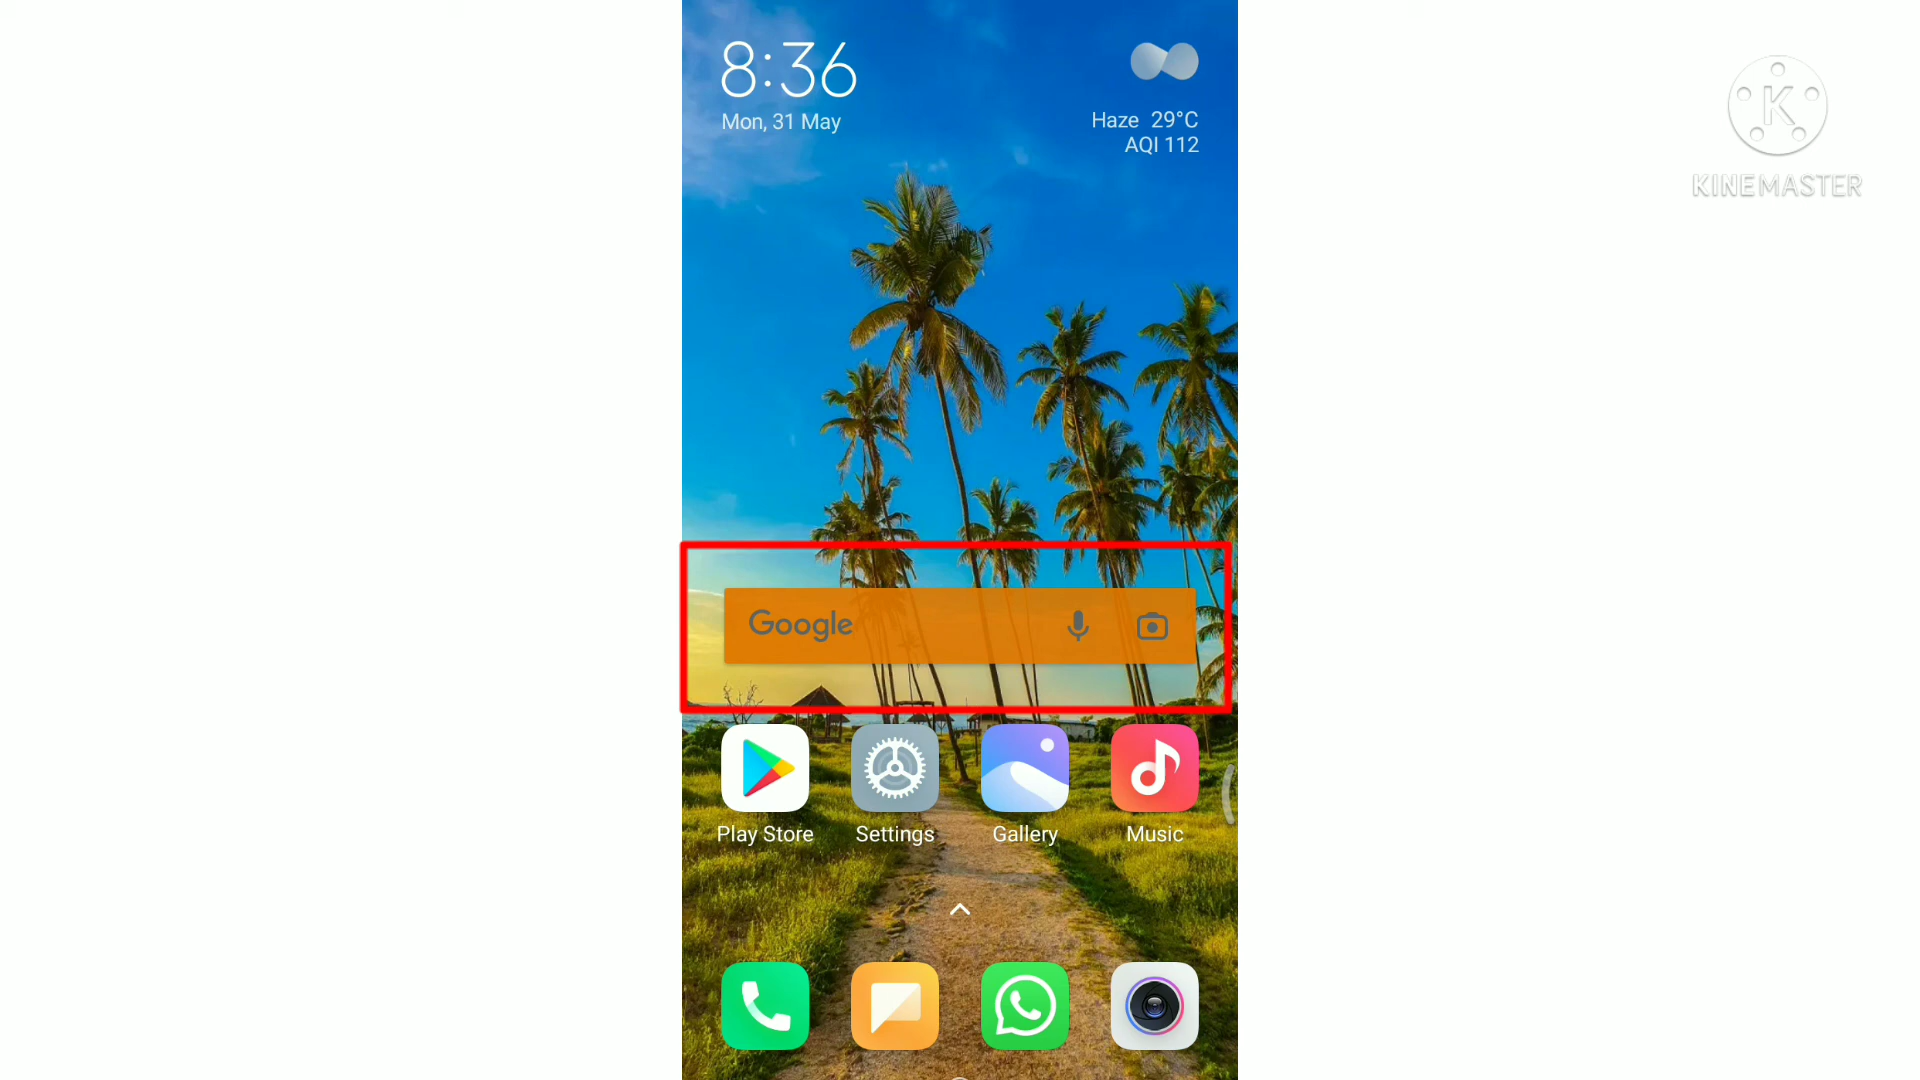 8:36
Mon, 31 May
Haze 29°C
AQI 112
K
KINEMASTER
Google
Play Store
Settings
Gallery
Music